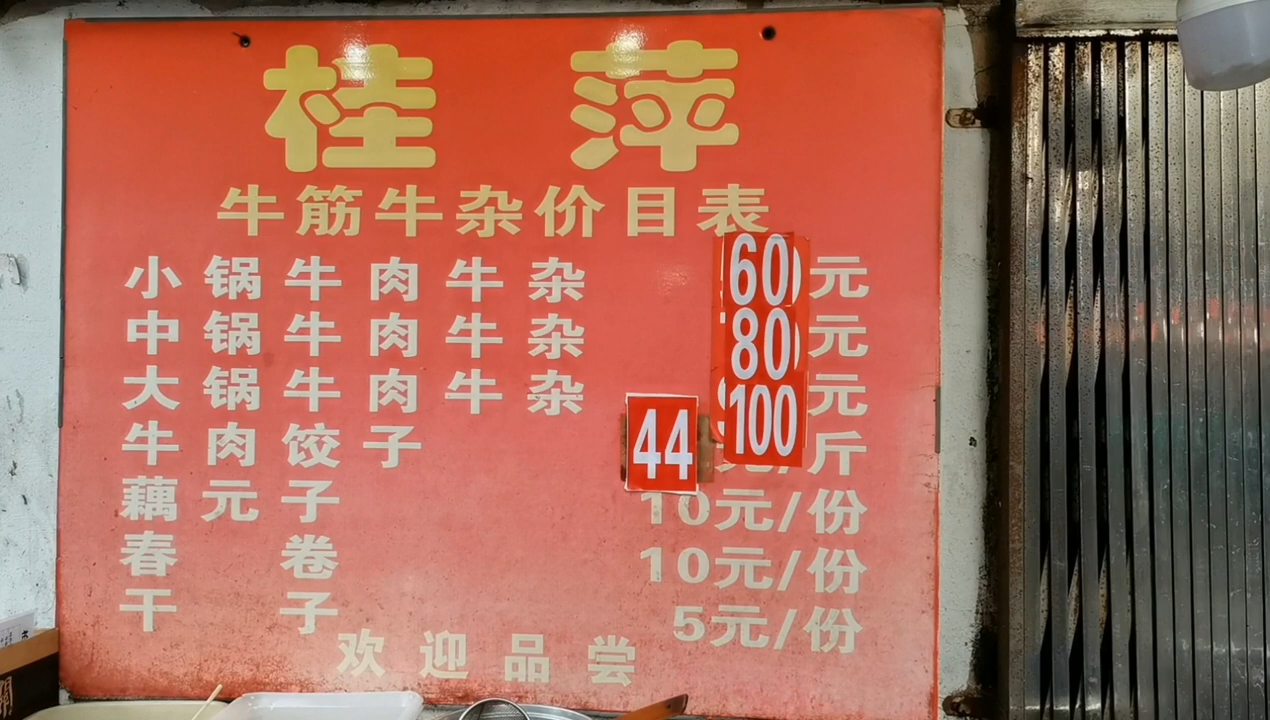 桂萍
牛筋牛杂价目表
小锅牛肉牛杂 60元
中锅牛肉牛杂 80元
大锅牛肉牛杂 100元
牛肉饺子 44元/斤
藕元子 10元/份
春卷 10元/份
干子 5元/份
欢迎品尝